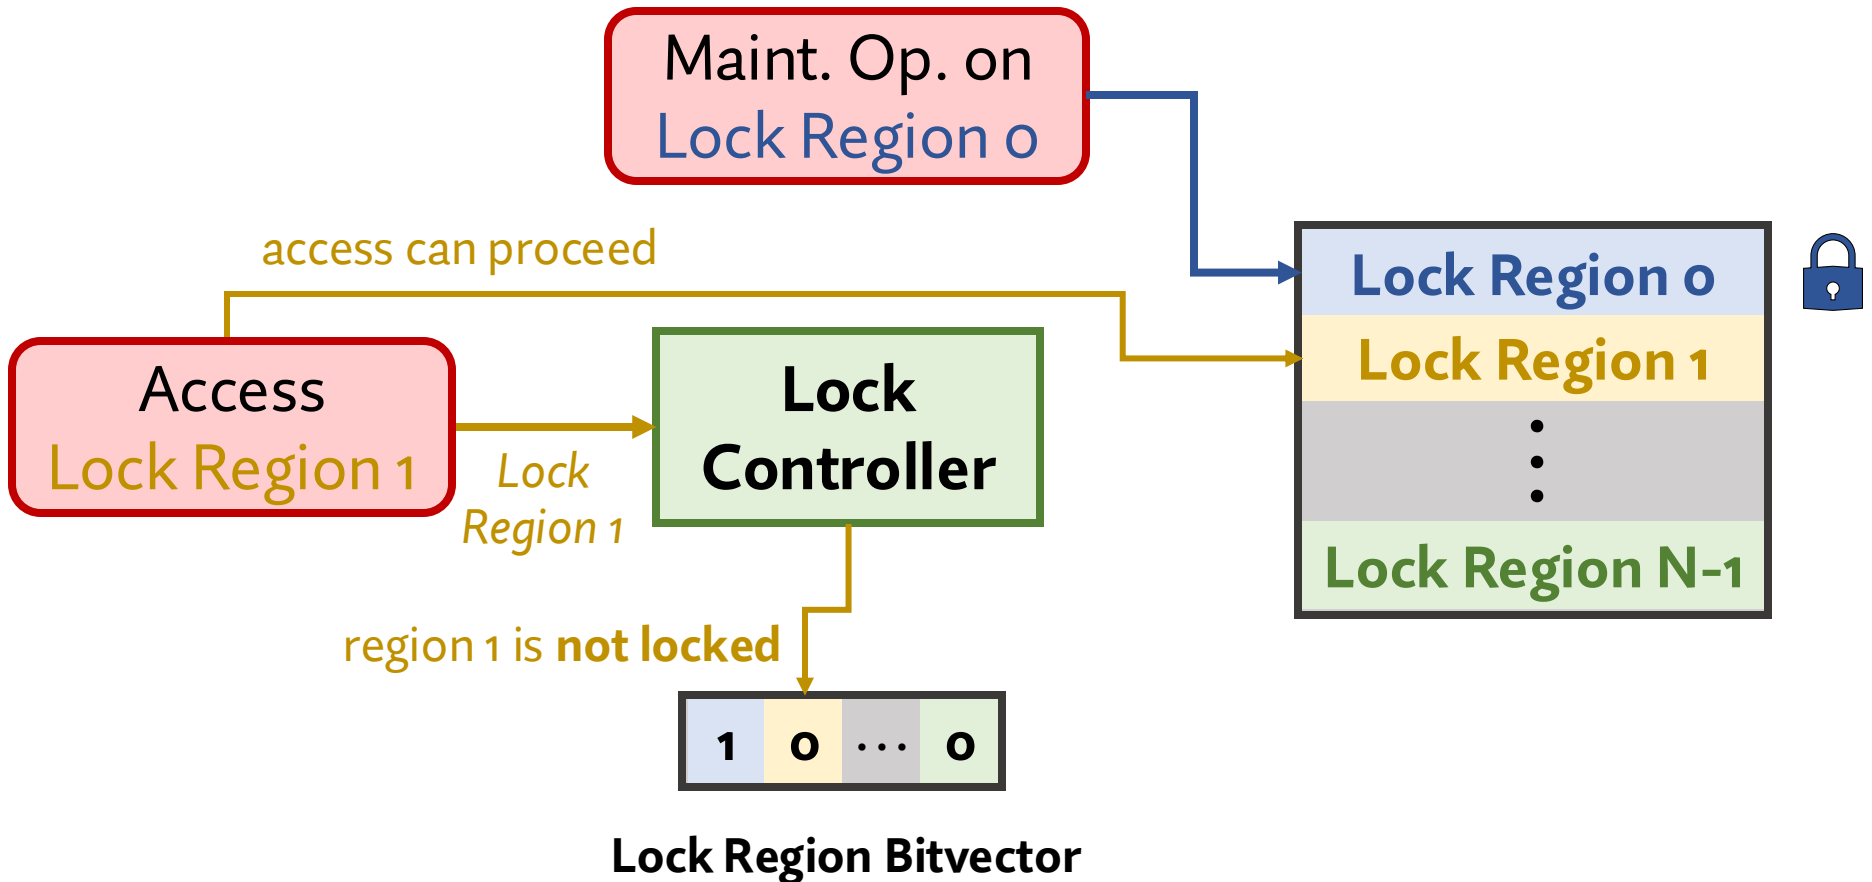 Maint. Op. on
Lock Region 0
access can proceed
Lock Region 0
Lock Region 1
Access
Lock Region 1
Lock
Region 1
Lock
Controller
Lock Region N-1
region 1 is not locked
1 0 ... 0
Lock Region Bitvector